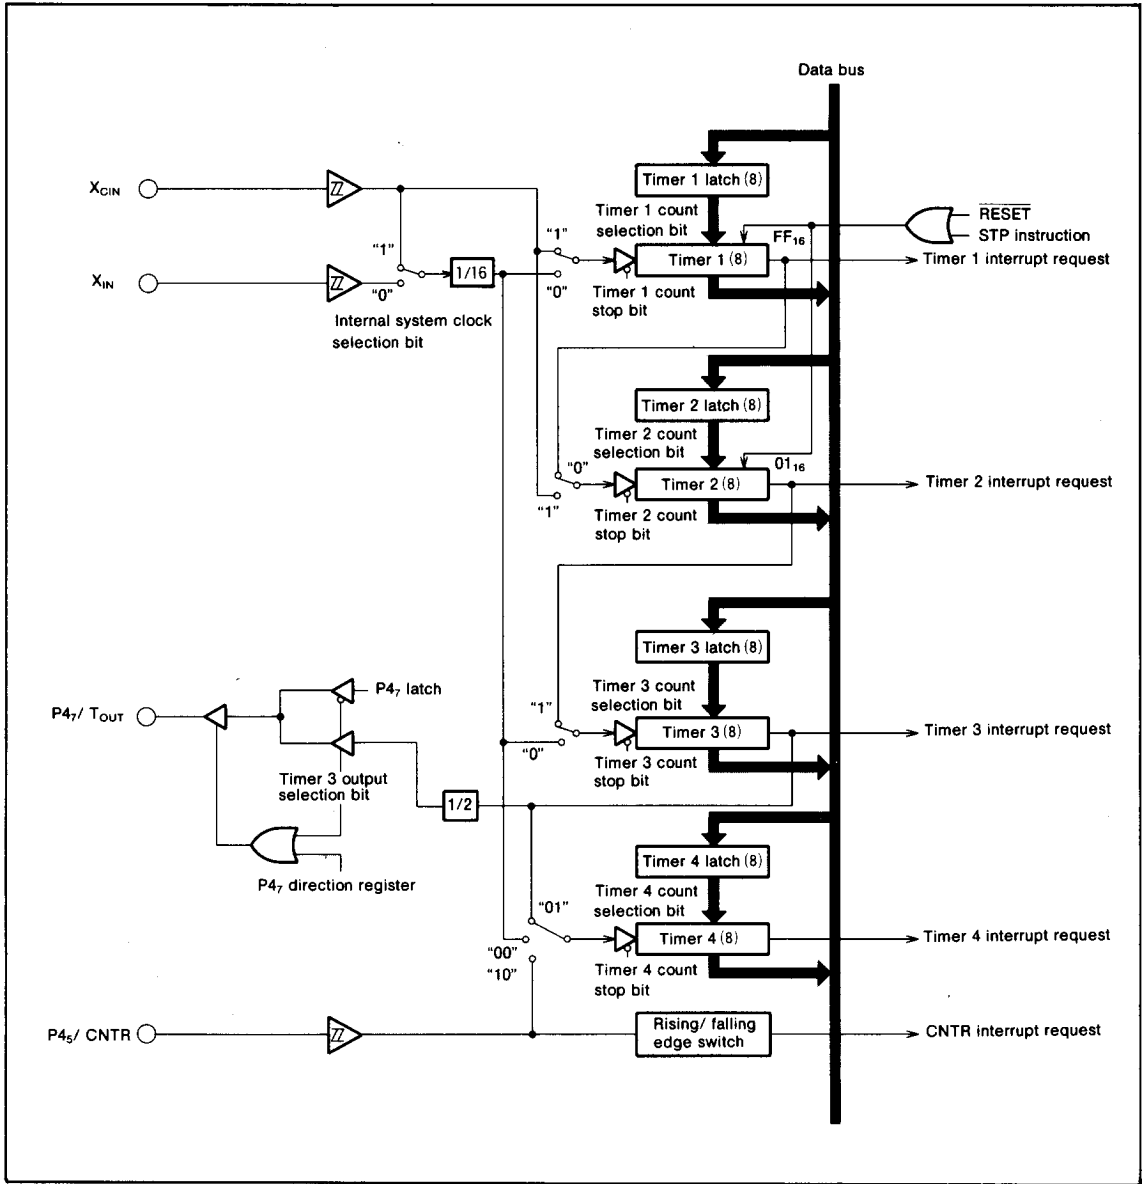 Data bus
X_CIN
Timer 1 latch (8)
Timer 1 count
selection bit
"1"
FF₁₆
RESET
STP instruction
"1"
Timer 1 (8)
Timer 1 interrupt request
X_IN
"0"
1/16
"0"
Timer 1 count
stop bit
Internal system clock
selection bit
Timer 2 latch (8)
Timer 2 count
selection bit
"0"
01₁₆
Timer 2 (8)
Timer 2 interrupt request
"1"
Timer 2 count
stop bit
Timer 3 latch (8)
P4₇ latch
Timer 3 count
selection bit
P4₇/ T_OUT
"1"
Timer 3 (8)
Timer 3 interrupt request
"0"
Timer 3 count
stop bit
Timer 3 output
selection bit
1/2
Timer 4 latch (8)
P4₇ direction register
Timer 4 count
selection bit
"01"
Timer 4 (8)
Timer 4 interrupt request
"00"
"10"
Timer 4 count
stop bit
P4₅/ CNTR
Rising/ falling
edge switch
CNTR interrupt request